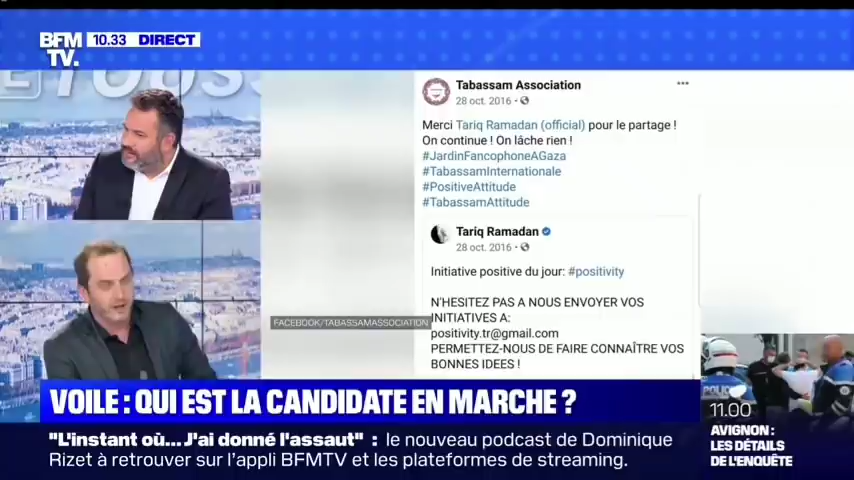 BFM
TV.
10.33 DIRECT
Tabassam Association
28 oct. 2016
Merci Tariq Ramadan (official) pour le partage !
On continue ! On lâche rien !
#JardinFancophoneAGaza
#TabassamInternationale
#PositiveAttitude
#TabassamAttitude
Tariq Ramadan
28 oct. 2016
Initiative positive du jour: #positivity
N'HESITEZ PAS A NOUS ENVOYER VOS
INITIATIVES A:
positivity.tr@gmail.com
PERMETTEZ-NOUS DE FAIRE CONNAÎTRE VOS
BONNES IDEES !
FACEBOOK/TABASSAMASSOCIATION
POLICE
VOILE : QUI EST LA CANDIDATE EN MARCHE ?
"L'instant où... J'ai donné l'assaut" : le nouveau podcast de Dominique
Rizet à retrouver sur l'appli BFMTV et les plateformes de streaming.
11.00
AVIGNON :
LES DÉTAILS
DE L'ENQUÊTE